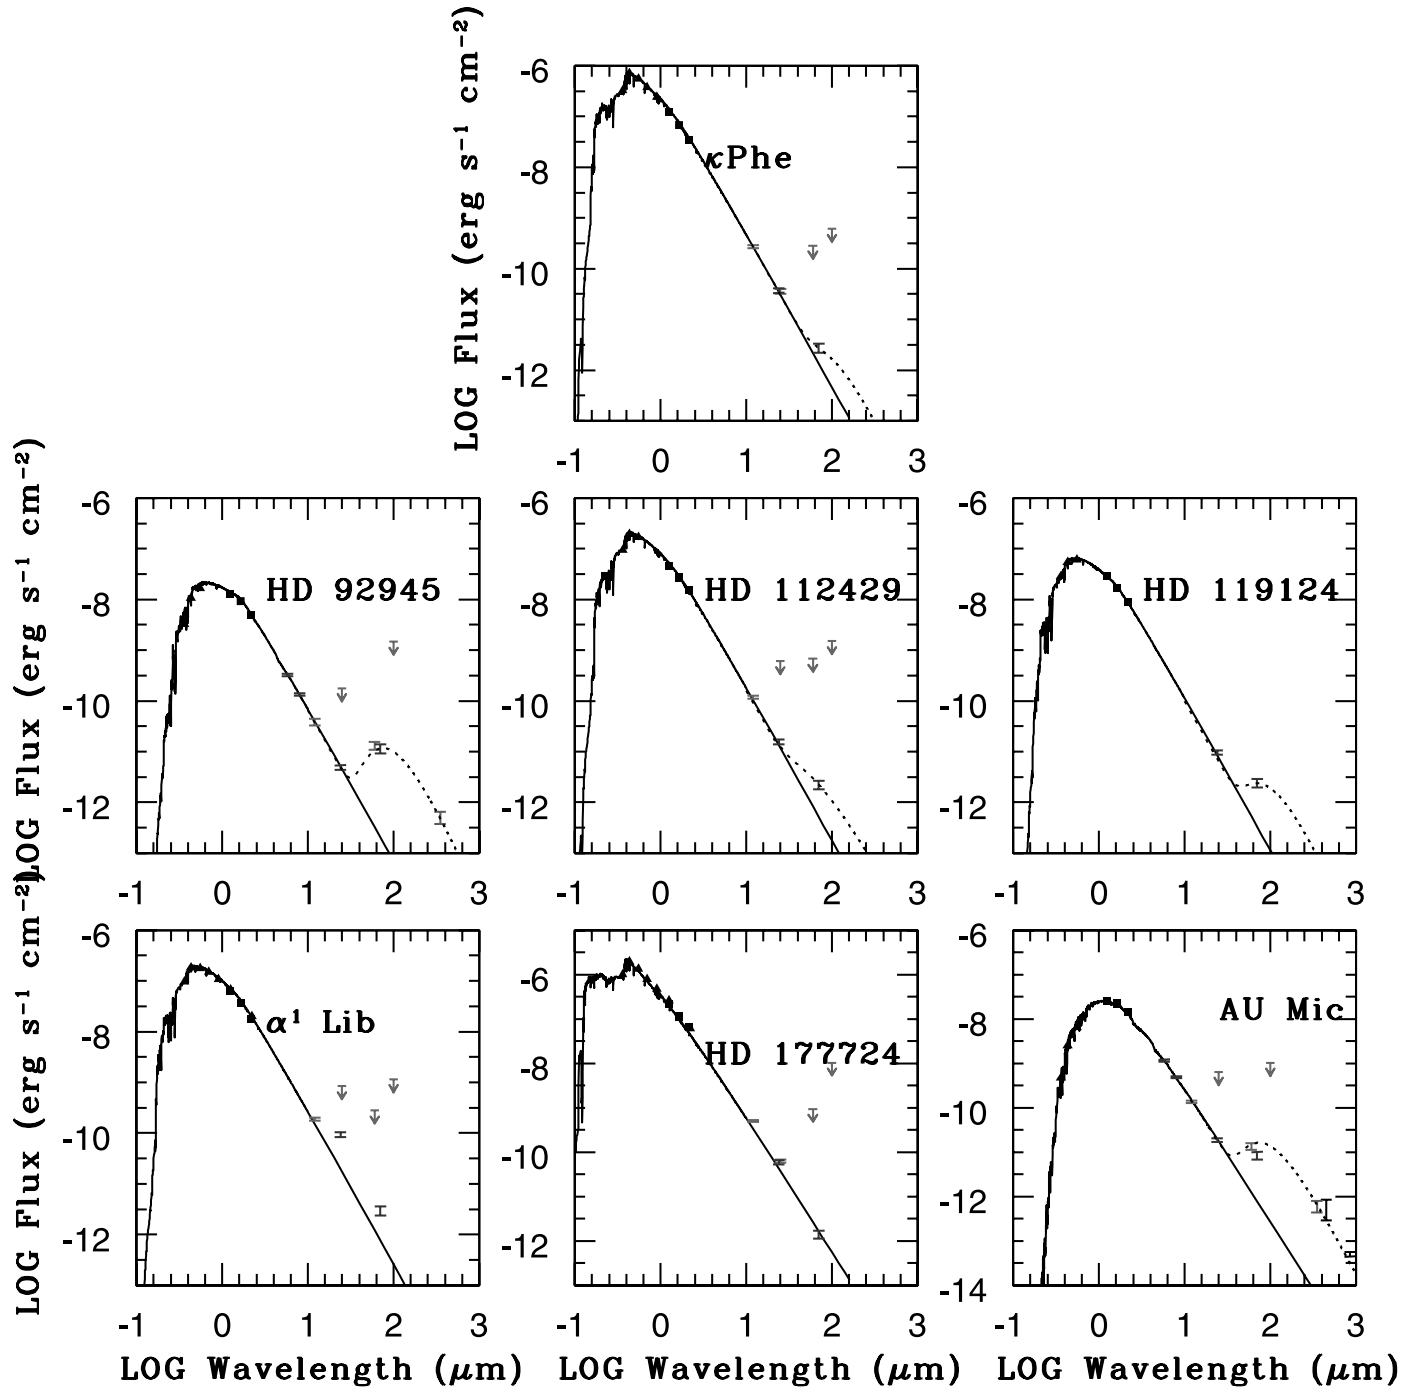 LOG Flux (erg s⁻¹ cm⁻²)
-6
-8
-10
-12
κPhe
-1 0 1 2 3
LOG Flux (erg s⁻¹ cm⁻²)
-6
-8
-10
-12
HD 92945
-1 0 1 2 3
-6
-8
-10
-12
HD 112429
-1 0 1 2 3
-6
-8
-10
-12
HD 119124
-1 0 1 2 3
LOG Flux (erg s⁻¹ cm⁻²)
-6
-8
-10
-12
α¹ Lib
-1 0 1 2 3
LOG Wavelength (μm)
-6
-8
-10
-12
HD 177724
-1 0 1 2 3
LOG Wavelength (μm)
-6
-8
-10
-12
-14
AU Mic
-1 0 1 2 3
LOG Wavelength (μm)